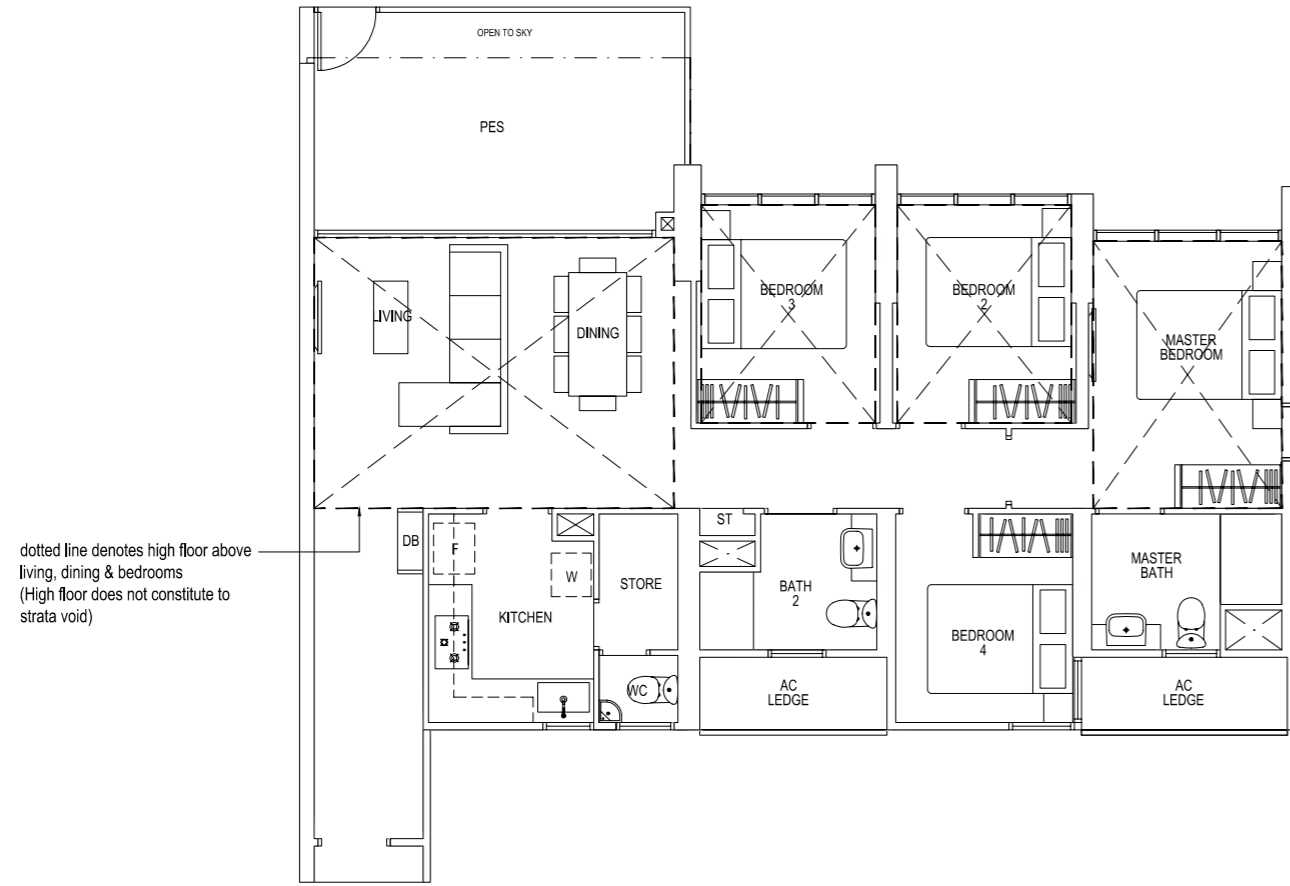 OPEN TO SKY
PES
LIVING
DINING
BEDROOM
3
BEDROOM
2
MASTER
BEDROOM
dotted line denotes high floor above
living, dining & bedrooms
(High floor does not constitute to
strata void)
DB
F
W
KITCHEN
STORE
WC
ST
BATH
2
AC
LEDGE
BEDROOM
4
MASTER
BATH
AC
LEDGE